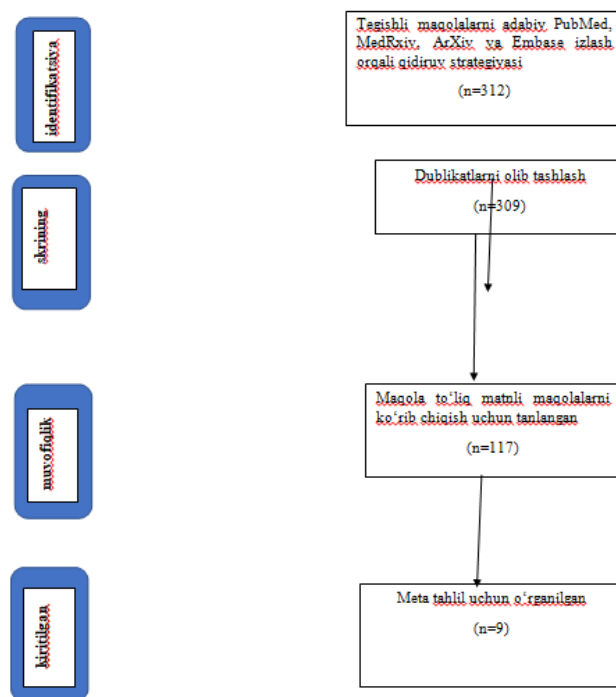 identifikatsiya
Tegishli maqolalarni adabiy PubMed,
MedRxiv, ArXiv va Embase izlash
orqali qidiruv strategiyasi
(n=312)
skrining
Dublikatlarni olib tashlash
(n=309)
muvofiqlik
Maqola to‘liq matnli maqolalarni
ko‘rib chiqish uchun tanlangan
(n=117)
kiritilgan
Meta tahlil uchun o‘rganilgan
(n=9)